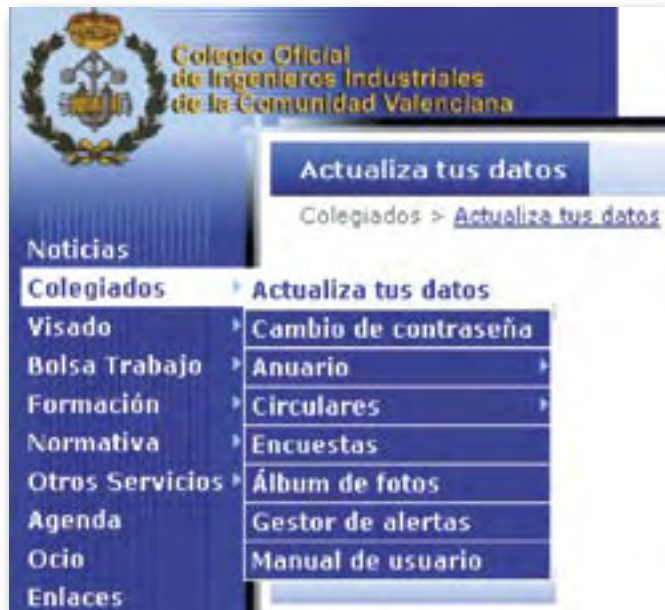 Colegio Oficial
de Ingenieros Industriales
de la Comunidad Valenciana
Actualiza tus datos
Colegiados > Actualiza tus datos
Noticias
Colegiados
Visado
Bolsa Trabajo
Formación
Normativa
Otros Servicios
Agenda
Ocio
Enlaces
Actualiza tus datos
Cambio de contraseña
Anuario
Circulares
Encuestas
Álbum de fotos
Gestor de alertas
Manual de usuario